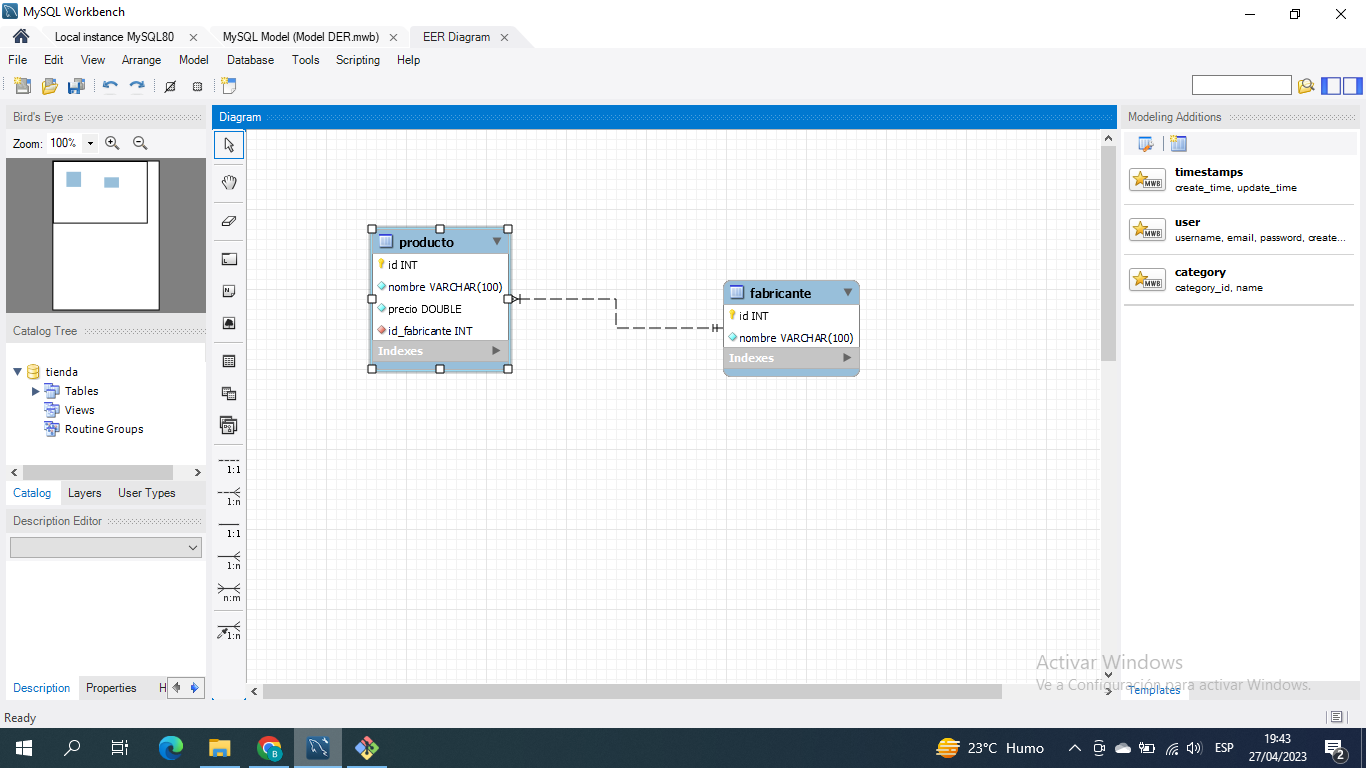 MySQL Workbench
Local instance MySQL80
MySQL Model (Model DER.mwb)
EER Diagram
File Edit View Arrange Model Database Tools Scripting Help
Bird's Eye
Zoom: 100%
Catalog Tree
tienda
Tables
Views
Routine Groups
Catalog Layers User Types
Description Editor
Description Properties H
Diagram
L
N
1:1
1:n
1:1
1:n
n:m
1:n
producto
id INT
nombre VARCHAR(100)
precio DOUBLE
id_fabricante INT
Indexes
fabricante
id INT
nombre VARCHAR(100)
Indexes
Modeling Additions
MWB
timestamps
create_time, update_time
MWB
user
username, email, password, create...
MWB
category
category_id, name
Activar Windows
Ve a Configuración para activar Windows.
Templates
Ready
B
23°C Humo
ESP
19:43
27/04/2023
2